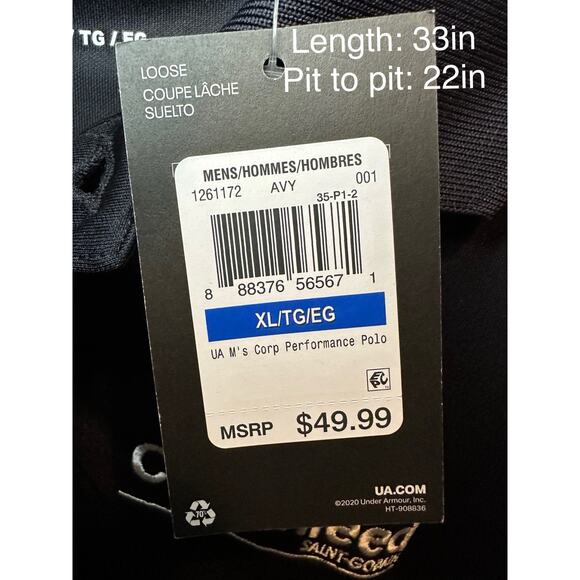 / TG / EG
Length: 33in
Pit to pit: 22in
LOOSE
COUPE LÂCHE
SUELTO
MENS/HOMMES/HOMBRES
1261172 AVY 001
35-P1-2
8 88376 56567 1
XL/TG/EG
UA M's Corp Performance Polo
MSRP $49.99
70%
UA.COM
©2020 Under Armour, Inc.
HT-908836
SAINT-GOBAIN